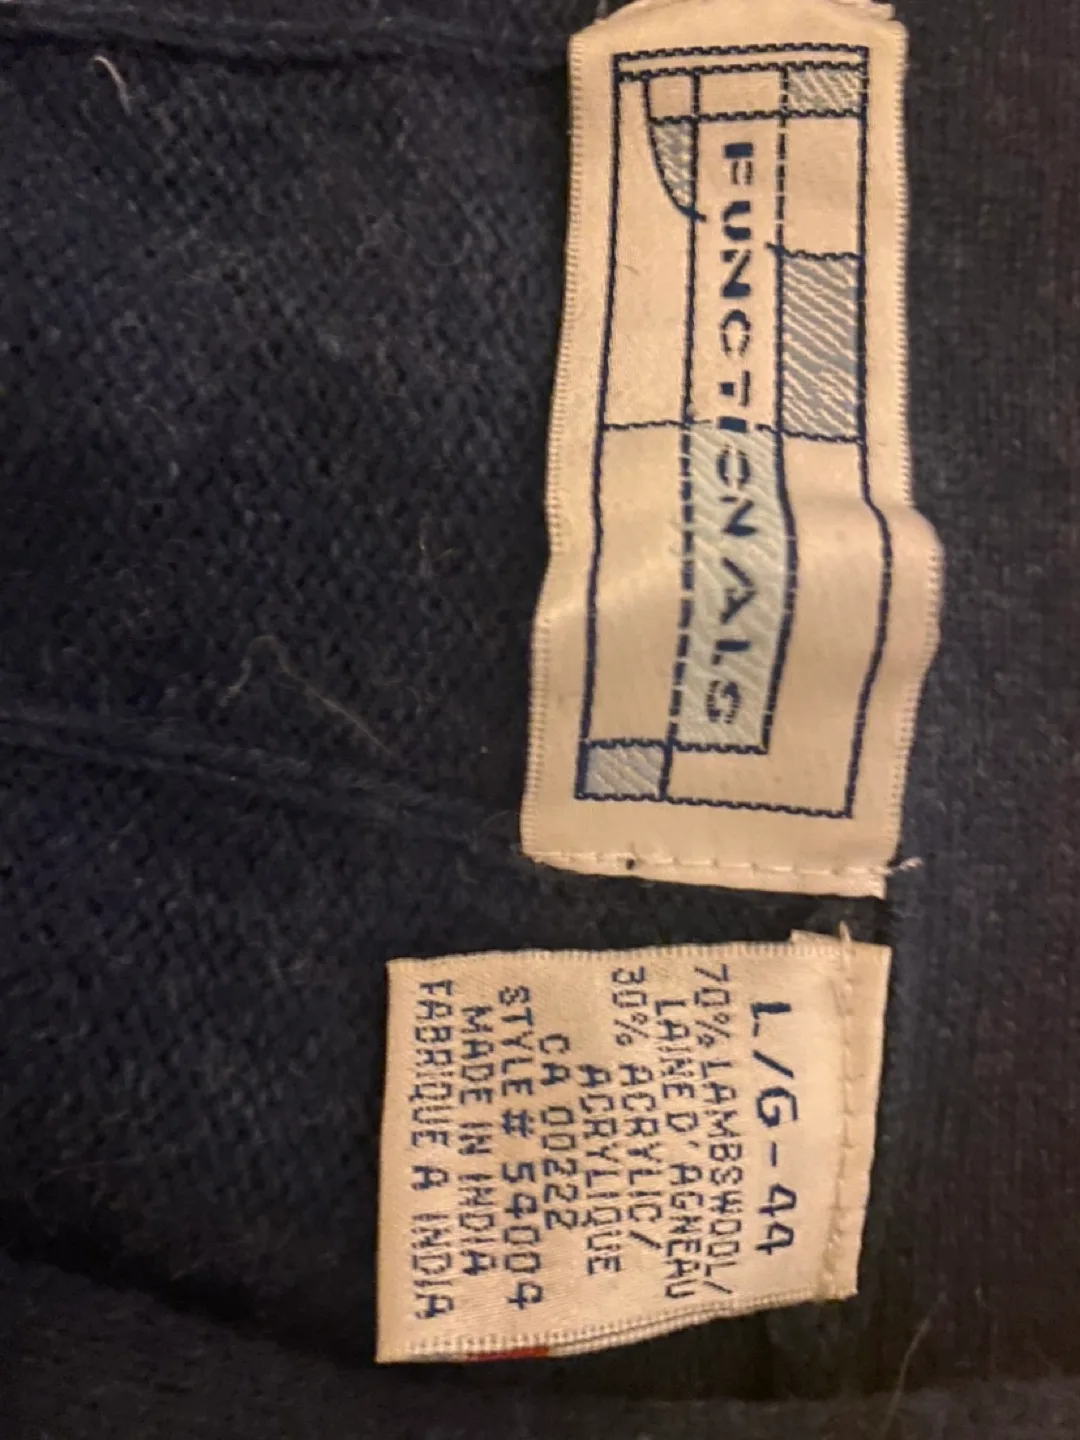 FUNCTIONALS
L/G-44
70% LAMBSWOOL/
LAINE D'AGNEAU
30% ACRYLIC/
ACRYLIQUE
CA 00222
STYLE # 54004
MADE IN INDIA
FABRIQUE A INDIA